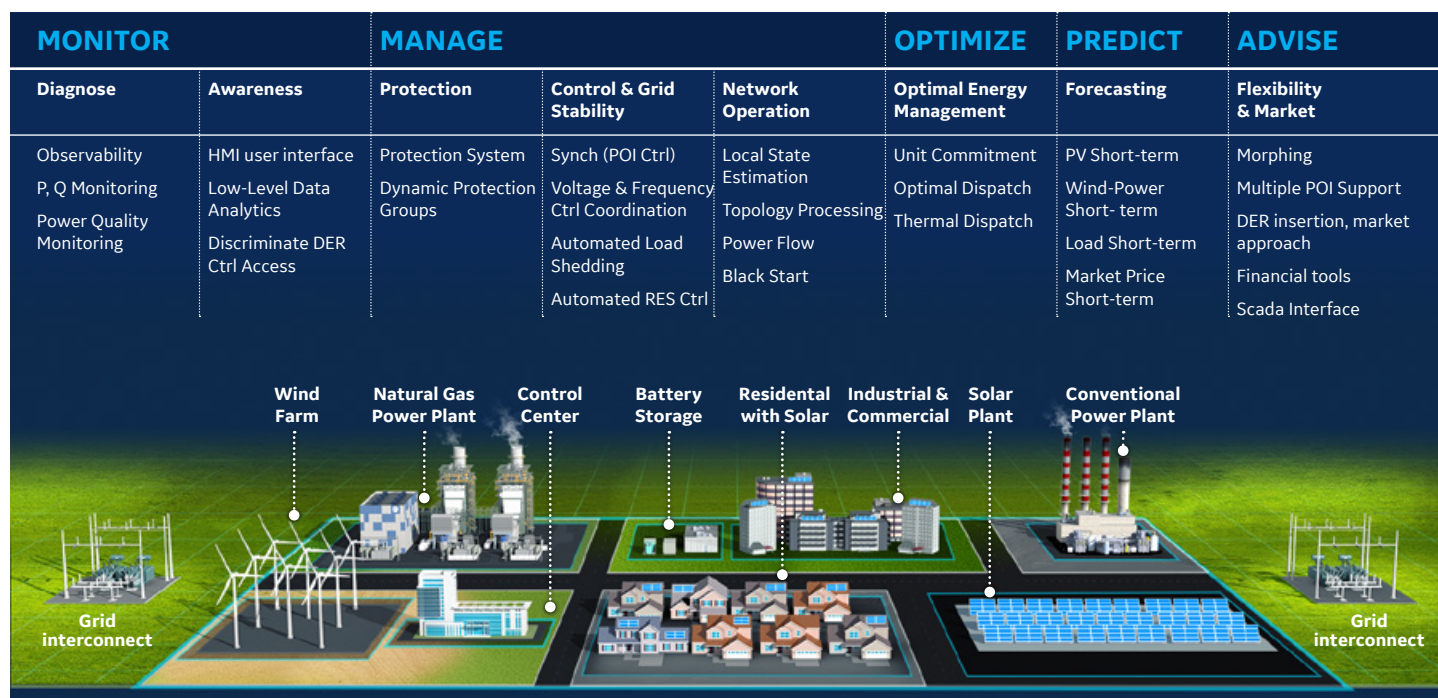 MONITOR
MANAGE
OPTIMIZE
PREDICT
ADVISE
Diagnose
Awareness
Protection
Control & Grid
Stability
Network
Operation
Optimal Energy
Management
Forecasting
Flexibility
& Market
Observability
P, Q Monitoring
Power Quality
Monitoring
HMI user interface
Low-Level Data
Analytics
Discriminate DER
Ctrl Access
Protection System
Dynamic Protection
Groups
Synch (POI Ctrl)
Voltage & Frequency
Ctrl Coordination
Automated Load
Shedding
Automated RES Ctrl
Local State
Estimation
Topology Processing
Power Flow
Black Start
Unit Commitment
Optimal Dispatch
Thermal Dispatch
PV Short-term
Wind-Power
Short- term
Load Short-term
Market Price
Short-term
Morphing
Multiple POI Support
DER insertion, market
approach
Financial tools
Scada Interface
Wind
Farm
Natural Gas
Power Plant
Control
Center
Battery
Storage
Residental
with Solar
Industrial &
Commercial
Solar
Plant
Conventional
Power Plant
Grid
interconnect
Grid
interconnect